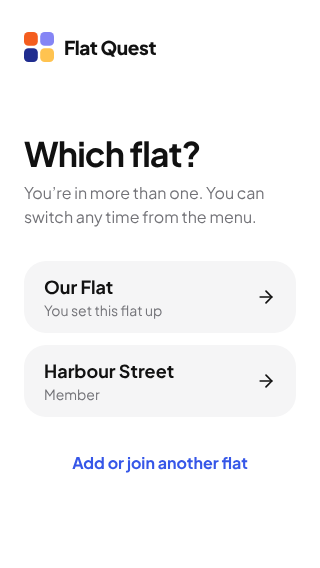 Flat Quest
Which flat?
You’re in more than one. You can
switch any time from the menu.
Our Flat
You set this flat up
Harbour Street
Member
Add or join another flat